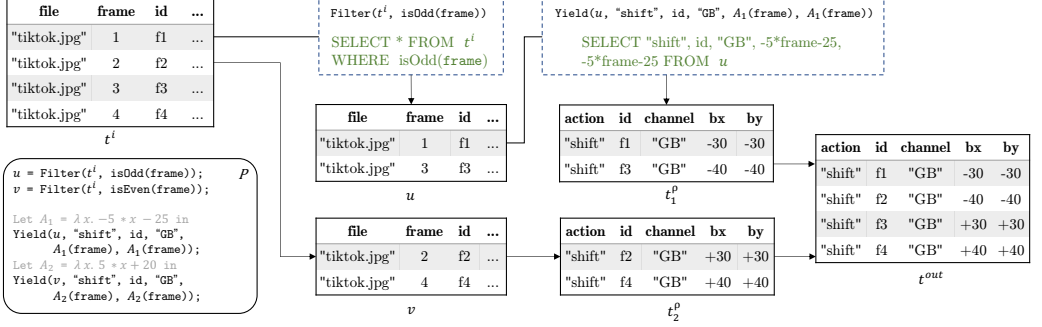 file frame id ...
"tiktok.jpg" 1 f1 ...
"tiktok.jpg" 2 f2 ...
"tiktok.jpg" 3 f3 ...
"tiktok.jpg" 4 f4 ...
tⁱ
Filter(tⁱ, isOdd(frame))
SELECT * FROM tⁱ
WHERE isOdd(frame)
Yield(u, "shift", id, "GB", A₁(frame), A₁(frame))
SELECT "shift", id, "GB", -5*frame-25,
-5*frame-25 FROM u
file frame id ...
"tiktok.jpg" 1 f1 ...
"tiktok.jpg" 3 f3 ...
u
action id channel bx by
"shift" f1 "GB" -30 -30
"shift" f3 "GB" -40 -40
t₁ᵖ
P
u = Filter(tⁱ, isOdd(frame));
v = Filter(tⁱ, isEven(frame));
Let A₁ = λ x. −5 * x − 25 in
Yield(u, "shift", id, "GB",
A₁(frame), A₁(frame));
Let A₂ = λ x. 5 * x + 20 in
Yield(v, "shift", id, "GB",
A₂(frame), A₂(frame));
file frame id ...
"tiktok.jpg" 2 f2 ...
"tiktok.jpg" 4 f4 ...
v
action id channel bx by
"shift" f2 "GB" +30 +30
"shift" f4 "GB" +40 +40
t₂ᵖ
action id channel bx by
"shift" f1 "GB" -30 -30
"shift" f2 "GB" -40 -40
"shift" f3 "GB" +30 +30
"shift" f4 "GB" +40 +40
tᵒᵘᵗ